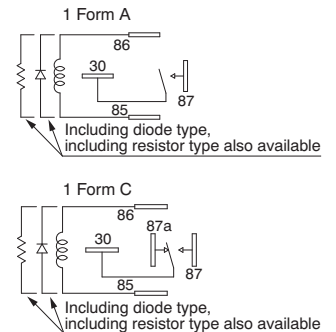 1 Form A
86
30
87
85
Including diode type,
including resistor type also available
1 Form C
86
87a
30
87
85
Including diode type,
including resistor type also available